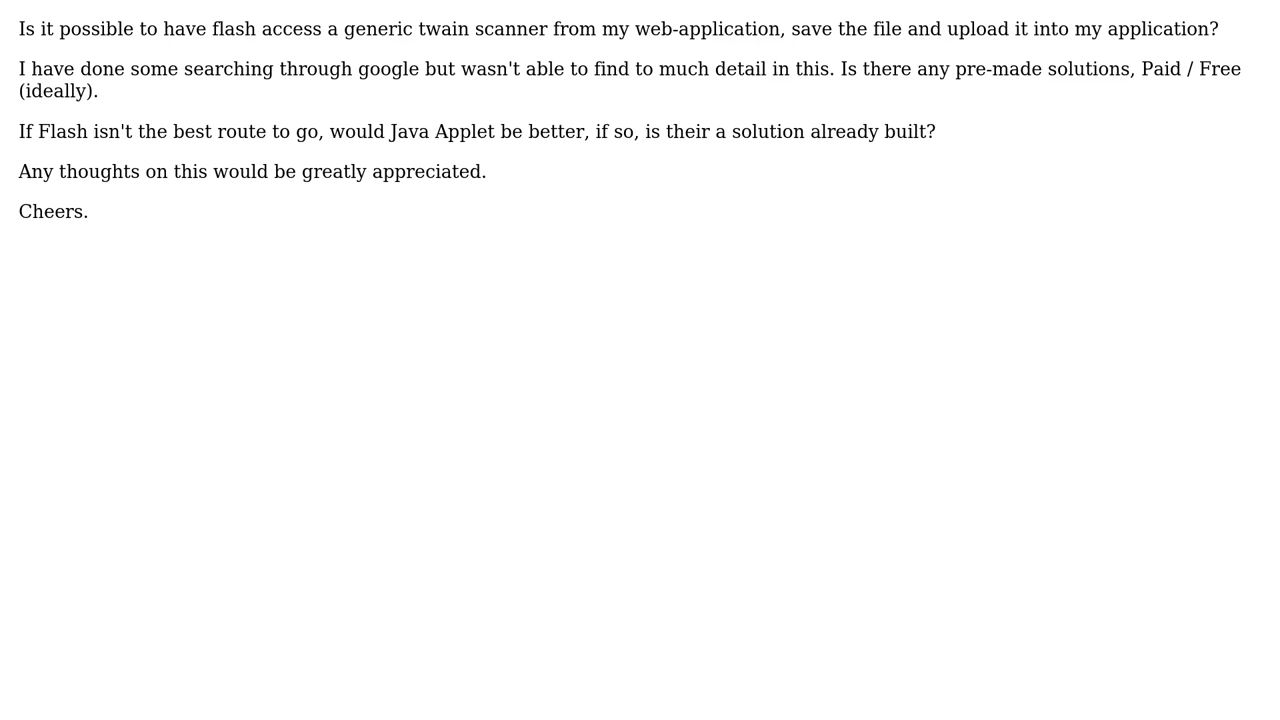 Is it possible to have flash access a generic twain scanner from my web-application, save the file and upload it into my application?
I have done some searching through google but wasn't able to find to much detail in this. Is there any pre-made solutions, Paid / Free
(ideally).
If Flash isn't the best route to go, would Java Applet be better, if so, is their a solution already built?
Any thoughts on this would be greatly appreciated.
Cheers.